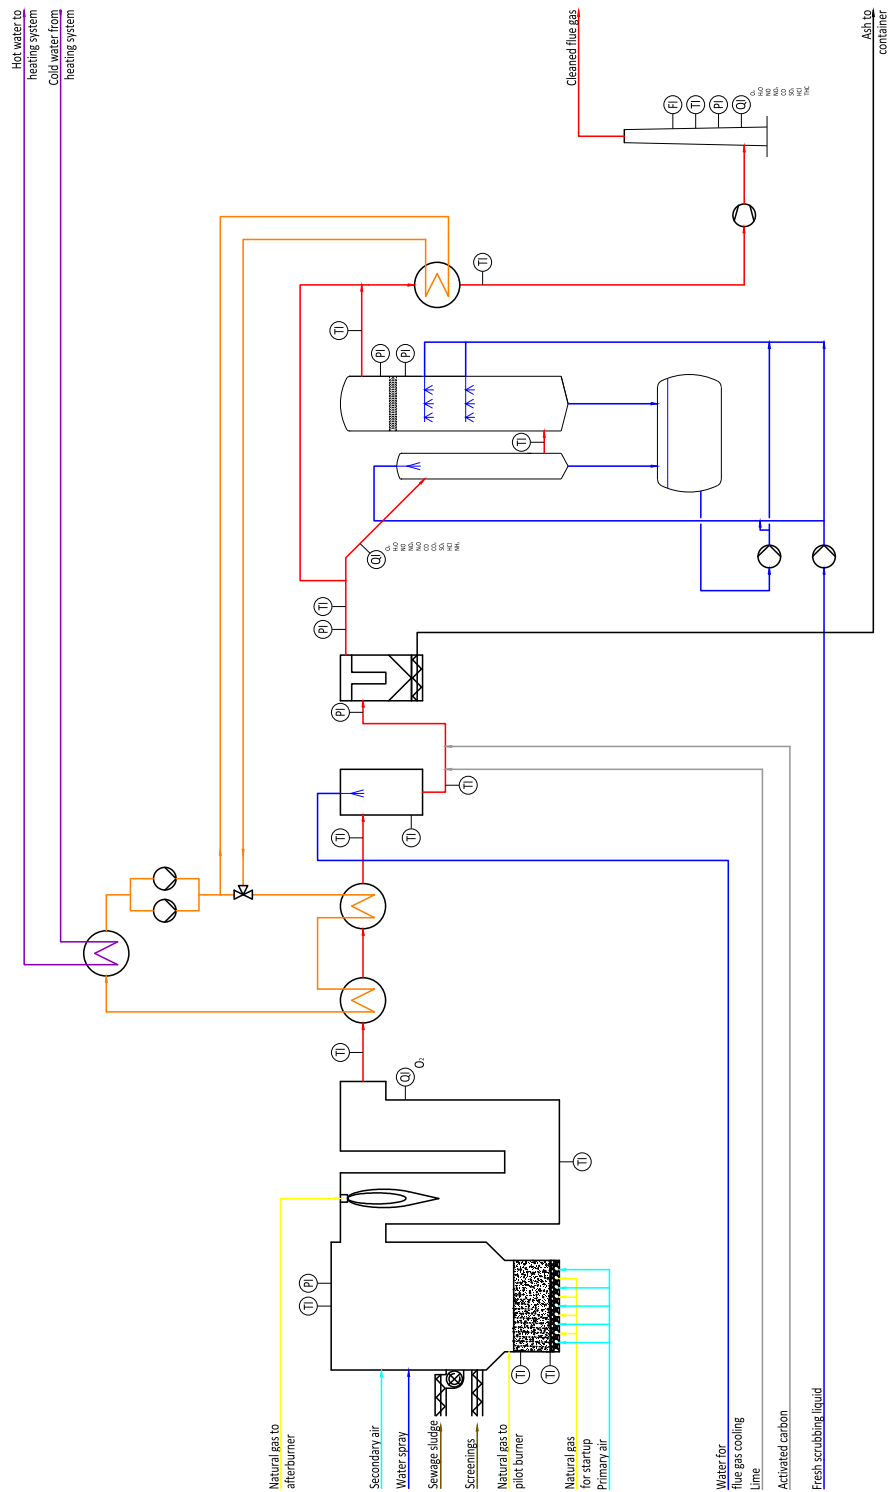 Hot water to
heating system
Cold water from
heating system
Cleaned flue gas
Ash to
container
FI
TI
PI
QI
O₂
H₂O
NO
NO₂
CO
SO₂
HCl
THC
TI
TI
PI
PI
TI
QI
O₂
H₂O
NO
NO₂
N₂O
CO
CO₂
SO₂
HCl
NH₃
TI
PI
PI
TI
TI
TI
TI
QI
O₂
TI
PI
TI
TI
TI
Natural gas to
afterburner
Secondary air
Water spray
Sewage sludge
Screenings
Natural gas to
pilot burner
Natural gas
for startup
Primary air
Water for
flue gas cooling
Lime
Activated carbon
Fresh scrubbing liquid